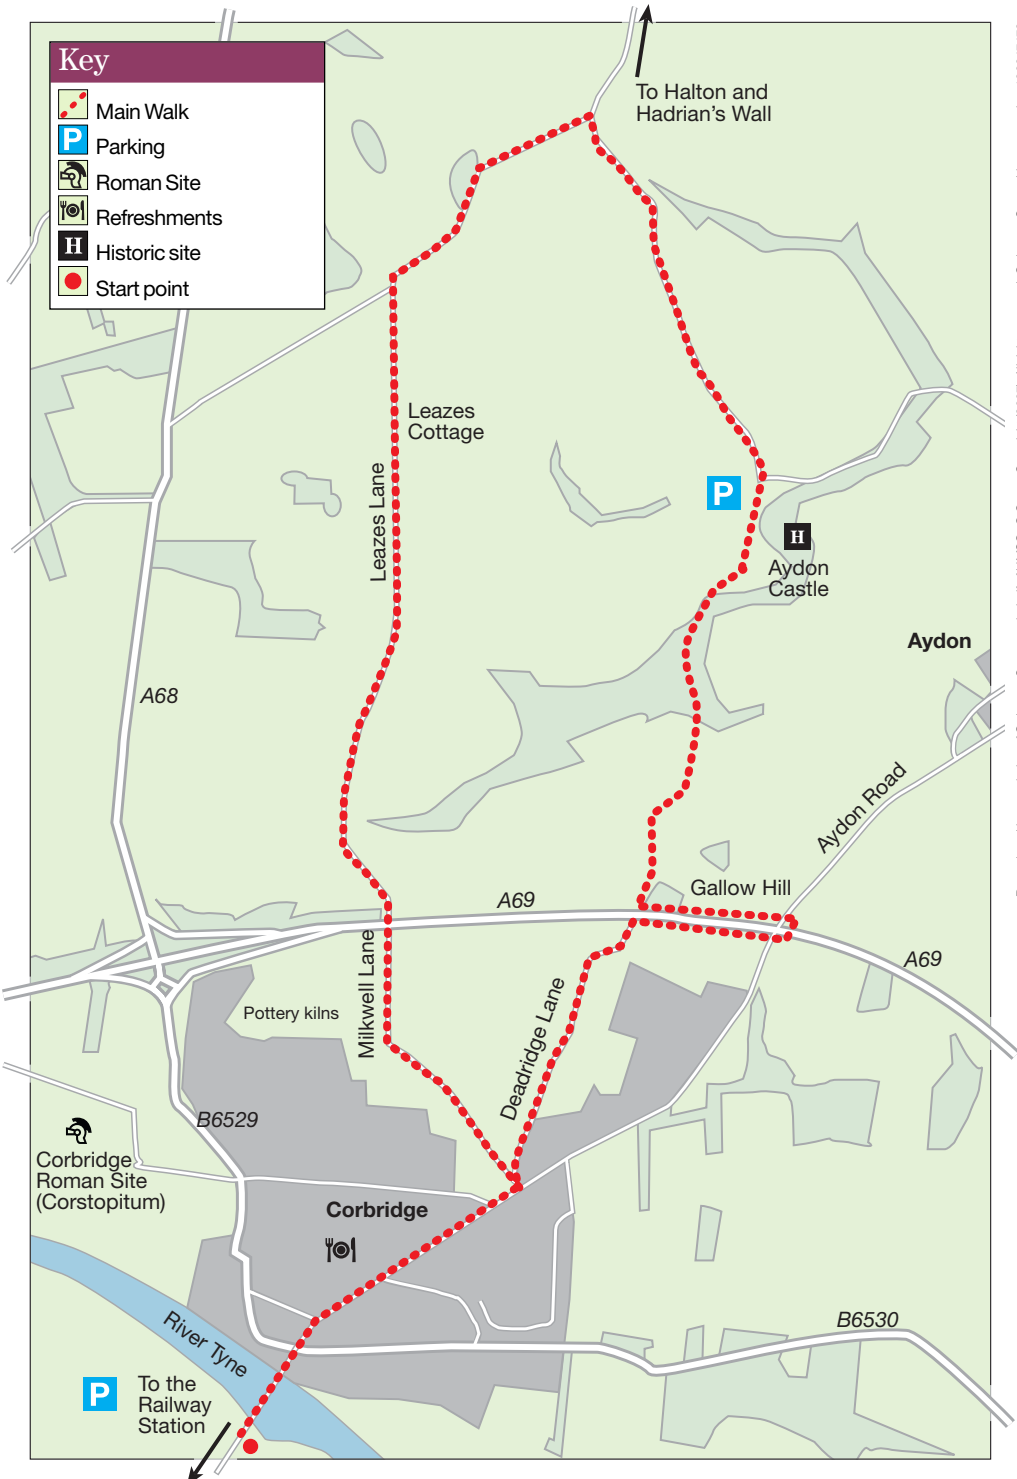 Key
Main Walk
P
Parking
Roman Site
Refreshments
H
Historic site
Start point
To Halton and
Hadrian's Wall
Leazes
Cottage
Leazes Lane
P
H
Aydon
Castle
Aydon
A68
Aydon Road
Gallow Hill
A69
A69
Milkwell Lane
Pottery kilns
Deadridge Lane
B6529
Corbridge
Roman Site
(Corstopitum)
Corbridge
B6530
River Tyne
P
To the
Railway
Station